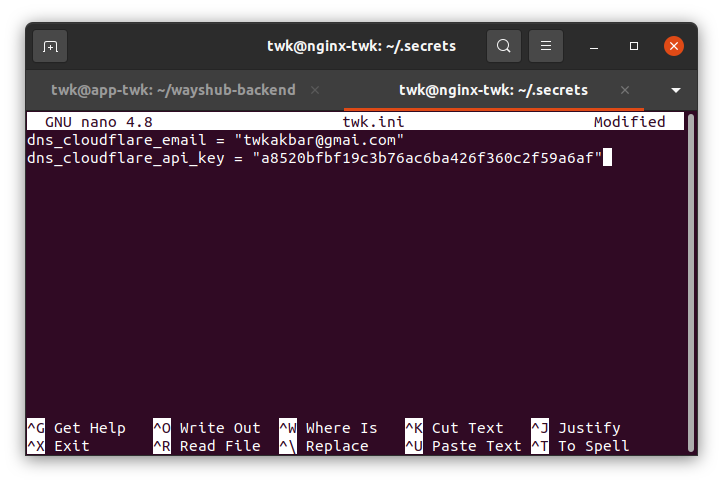 twk@nginx-twk: ~/.secrets
twk@app-twk: ~/wayshub-backend
twk@nginx-twk: ~/.secrets
GNU nano 4.8 twk.ini Modified
dns_cloudflare_email = "twkakbar@gmai.com"
dns_cloudflare_api_key = "a8520bfbf19c3b76ac6ba426f360c2f59a6af"
^G Get Help ^O Write Out ^W Where Is ^K Cut Text ^J Justify
^X Exit ^R Read File ^\ Replace ^U Paste Text ^T To Spell